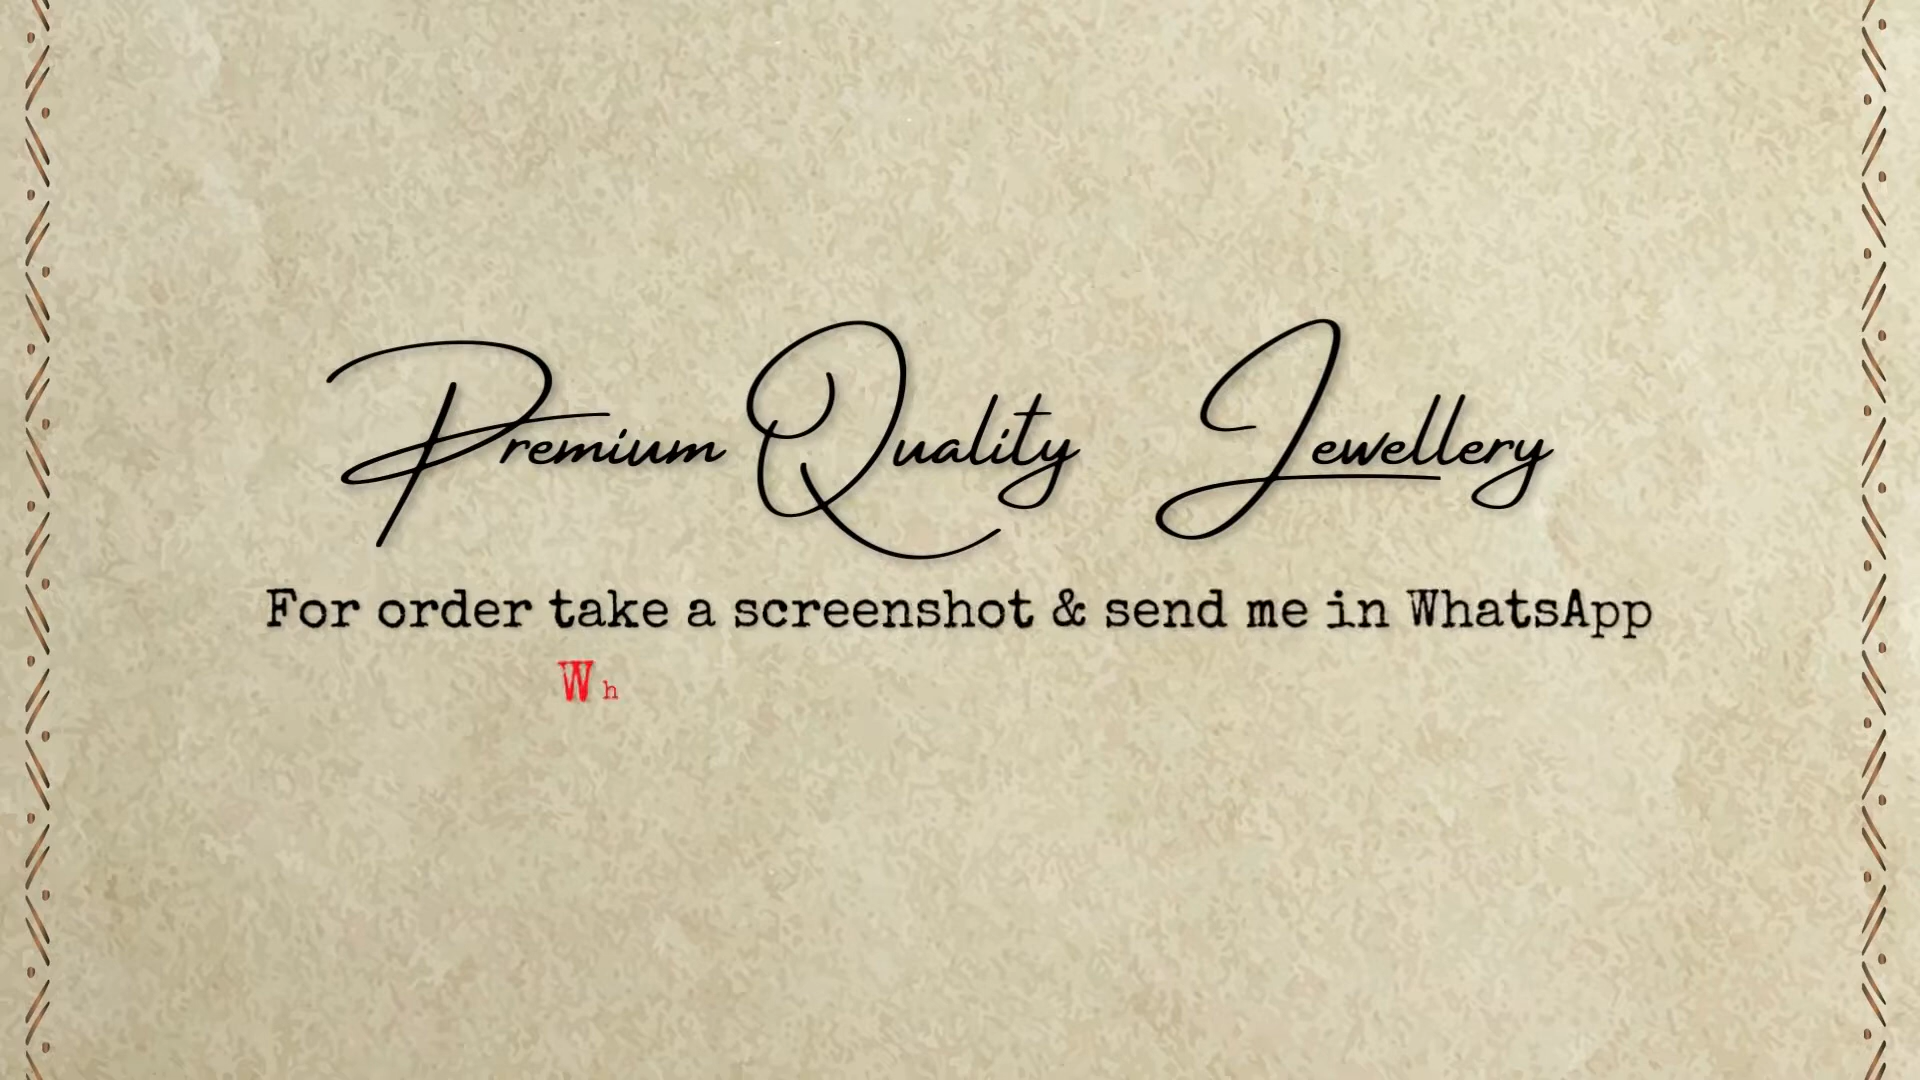 Premium Quality Jewellery
For order take a screenshot & send me in WhatsApp
Wh